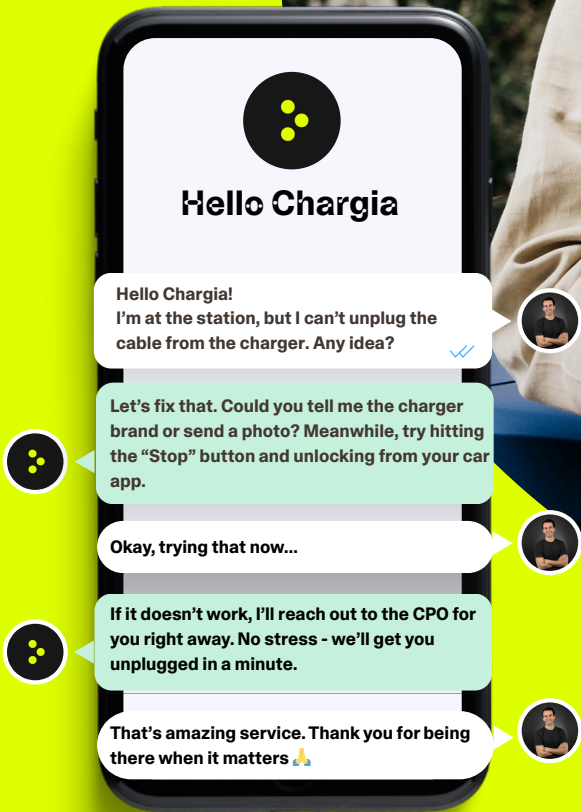 Hello Chargia
Hello Chargia!
I’m at the station, but I can’t unplug the
cable from the charger. Any idea?
Let’s fix that. Could you tell me the charger
brand or send a photo? Meanwhile, try hitting
the “Stop” button and unlocking from your car
app.
Okay, trying that now...
If it doesn’t work, I’ll reach out to the CPO for
you right away. No stress - we’ll get you
unplugged in a minute.
That’s amazing service. Thank you for being
there when it matters 🙏